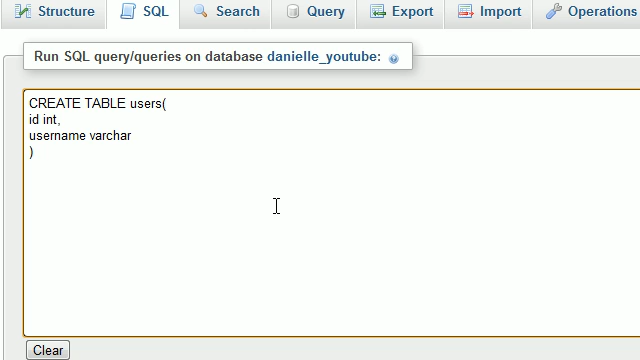 Structure SQL Search Query Export Import Operations
Run SQL query/queries on database danielle_youtube:
CREATE TABLE users(
id int,
username varchar
)
Clear